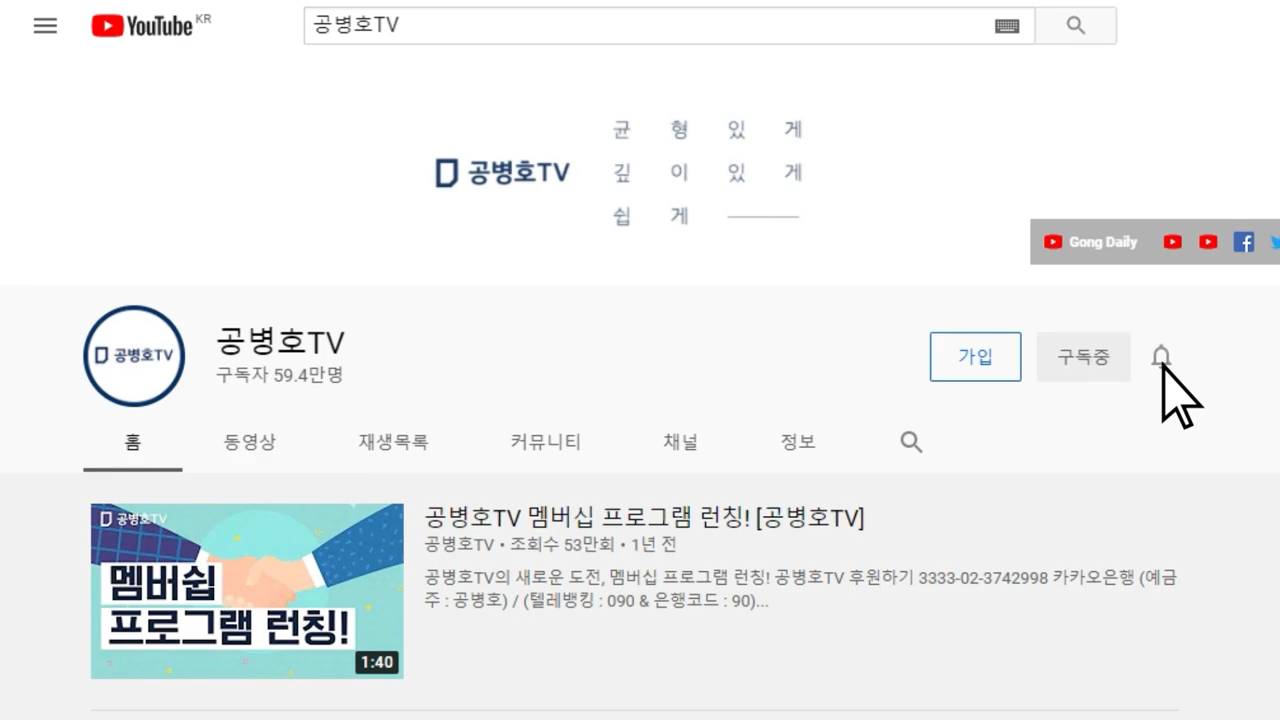 YouTube KR
공병호TV
공병호TV
균 형 있 게
깊 이 있 게
쉽 게
Gong Daily
공병호TV
공병호TV
구독자 59.4만명
가입
구독중
홈
동영상
재생목록
커뮤니티
채널
정보
공병호TV
멤버쉽
프로그램 런칭!
1:40
공병호TV 멤버십 프로그램 런칭! [공병호TV]
공병호TV • 조회수 53만회 • 1년 전
공병호TV의 새로운 도전, 멤버십 프로그램 런칭! 공병호TV 후원하기 3333-02-3742998 카카오은행 (예금
주 : 공병호) / (텔레뱅킹 : 090 & 은행코드 : 90)...